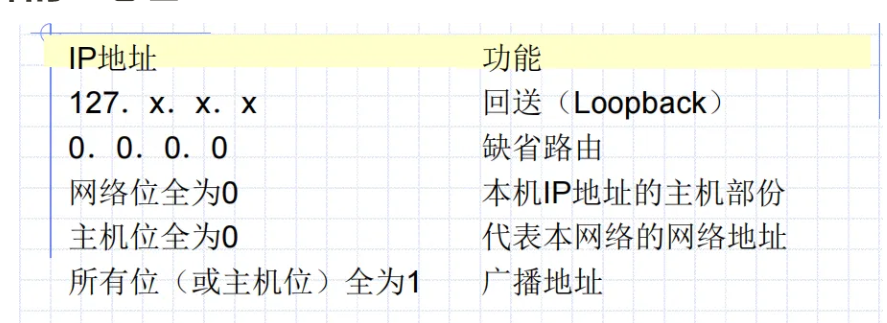 IP地址 功能
127．x．x．x 回送（Loopback）
0．0．0．0 缺省路由
网络位全为0 本机IP地址的主机部份
主机位全为0 代表本网络的网络地址
所有位（或主机位）全为1 广播地址